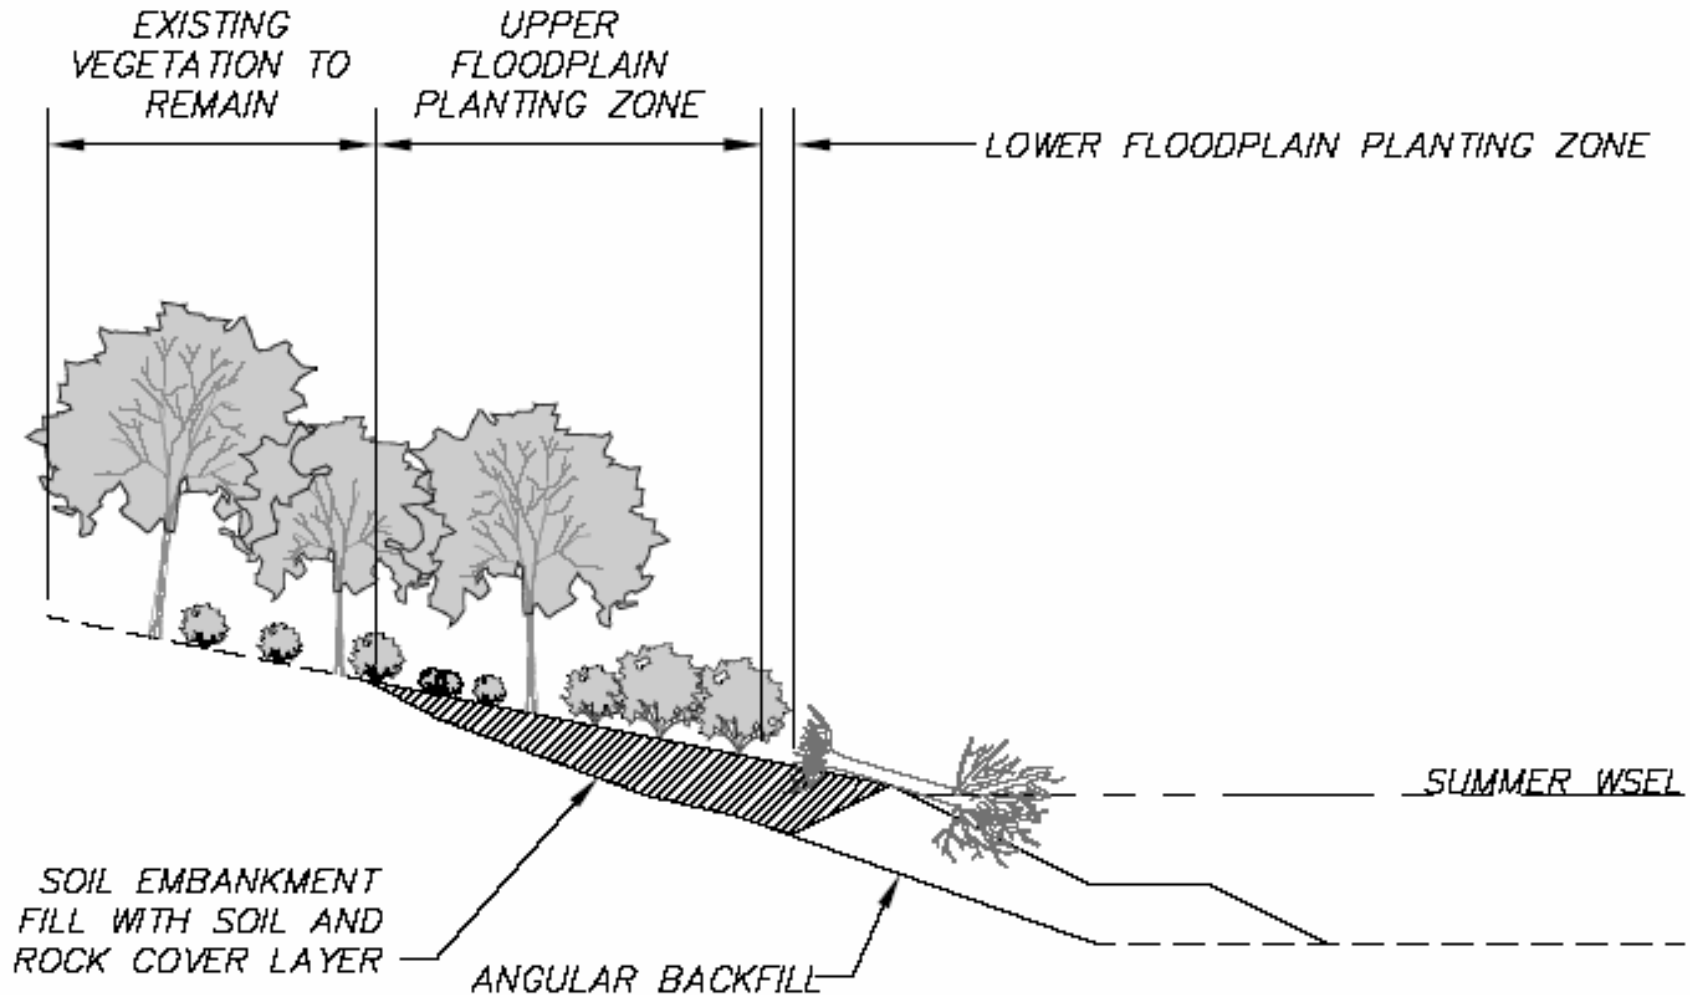 EXISTING
VEGETATION TO
REMAIN
UPPER
FLOODPLAIN
PLANTING ZONE
LOWER FLOODPLAIN PLANTING ZONE
SUMMER WSEL
SOIL EMBANKMENT
FILL WITH SOIL AND
ROCK COVER LAYER
ANGULAR BACKFILL